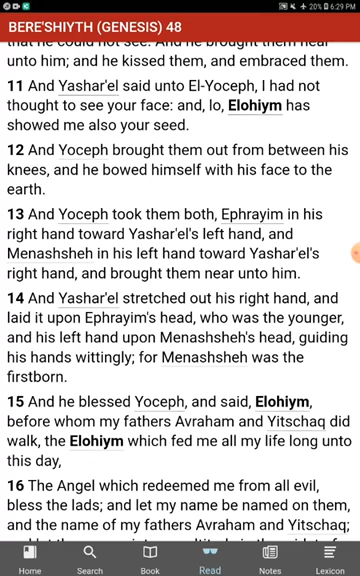 20% 6:29 PM
BERE'SHIYTH (GENESIS) 48
that he could not see. And he brought them near
unto him; and he kissed them, and embraced them.
11 And Yashar'el said unto El-Yoceph, I had not
thought to see your face: and, lo, Elohiym has
showed me also your seed.
12 And Yoceph brought them out from between his
knees, and he bowed himself with his face to the
earth.
13 And Yoceph took them both, Ephrayim in his
right hand toward Yashar'el's left hand, and
Menashsheh in his left hand toward Yashar'el's
right hand, and brought them near unto him.
14 And Yashar'el stretched out his right hand, and
laid it upon Ephrayim's head, who was the younger,
and his left hand upon Menashsheh's head, guiding
his hands wittingly; for Menashsheh was the
firstborn.
15 And he blessed Yoceph, and said, Elohiym,
before whom my fathers Avraham and Yitschaq did
walk, the Elohiym which fed me all my life long unto
this day,
16 The Angel which redeemed me from all evil,
bless the lads; and let my name be named on them,
and the name of my fathers Avraham and Yitschaq;
Home Search Book Read Notes Lexicon